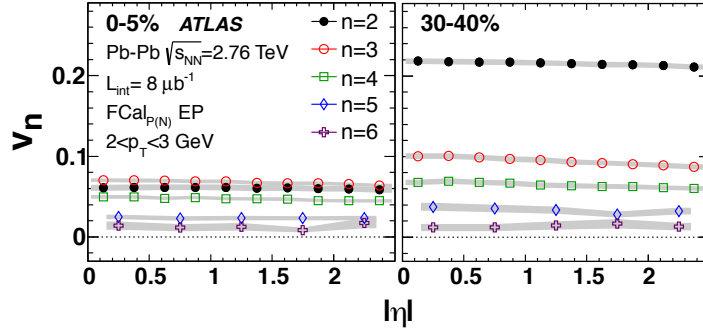 0-5% ATLAS
Pb-Pb √sNN=2.76 TeV
Lint= 8 μb-1
FCalP(N) EP
2<pT<3 GeV
n=2
n=3
n=4
n=5
n=6
30-40%
vn
0.2
0.1
0
0 0.5 1 1.5 2
0 0.5 1 1.5 2
|η|